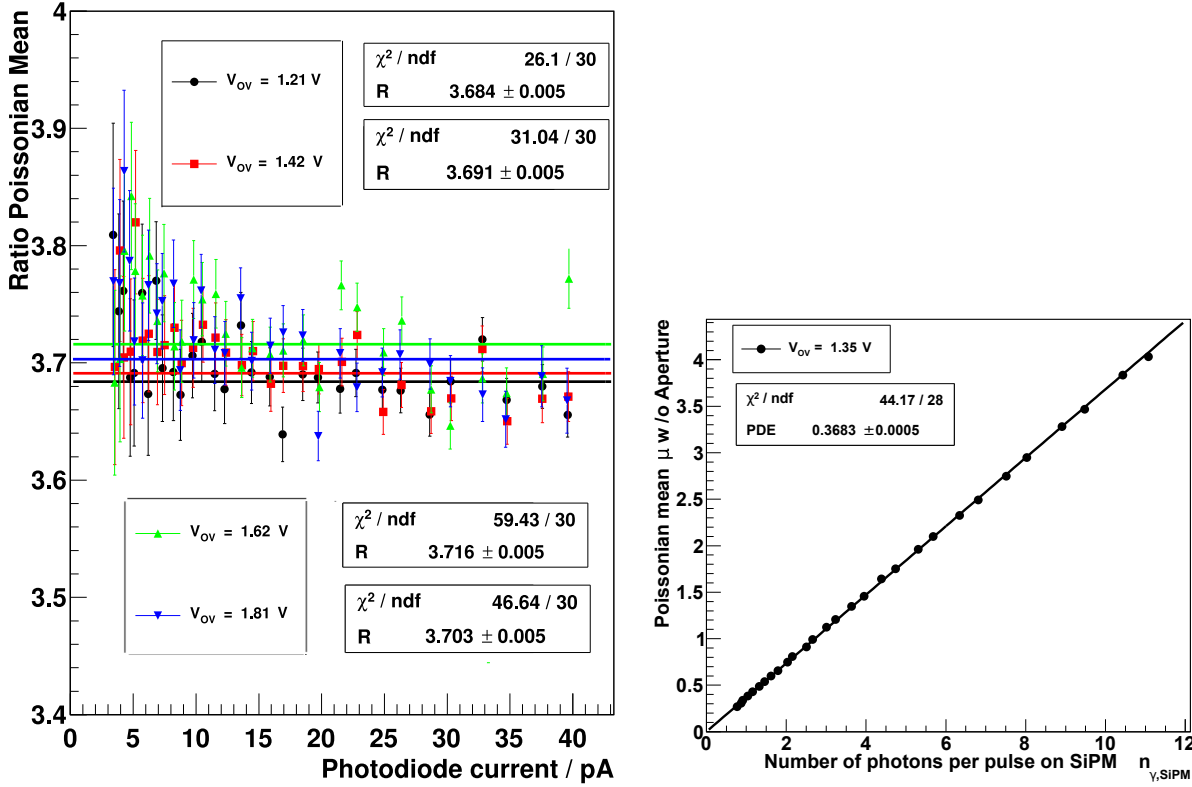 Ratio Poissonian Mean
4
3.9
3.8
3.7
3.6
3.5
3.4
V_OV = 1.21 V
V_OV = 1.42 V
χ² / ndf 26.1 / 30
R 3.684 ± 0.005
χ² / ndf 31.04 / 30
R 3.691 ± 0.005
V_OV = 1.62 V
V_OV = 1.81 V
χ² / ndf 59.43 / 30
R 3.716 ± 0.005
χ² / ndf 46.64 / 30
R 3.703 ± 0.005
0 5 10 15 20 25 30 35 40
Photodiode current / pA
Poissonian mean μ w/o Aperture
4
3.5
3
2.5
2
1.5
1
0.5
0
V_OV = 1.35 V
χ² / ndf 44.17 / 28
PDE 0.3683 ±0.0005
0 2 4 6 8 10 12
Number of photons per pulse on SiPM n_γ,SiPM